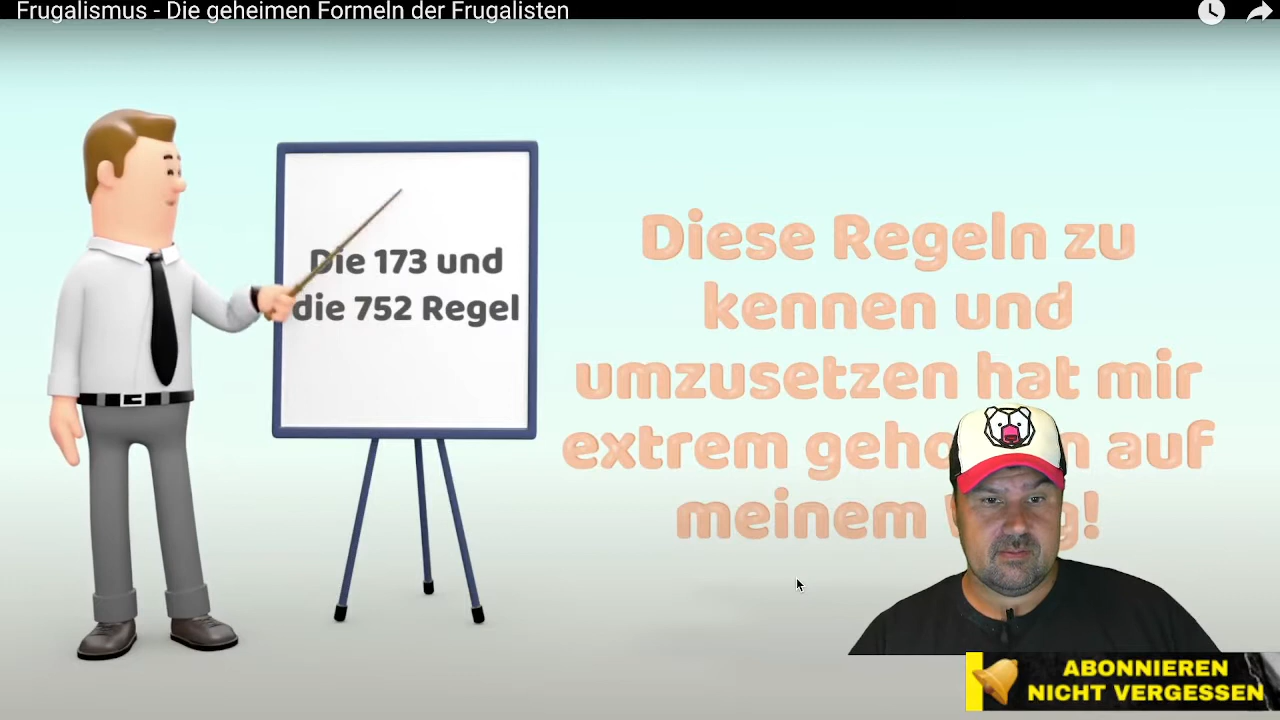 Frugalismus - Die geheimen Formeln der Frugalisten
Die 173 und
die 752 Regel
Diese Regeln zu
kennen und
umzusetzen hat mir
extrem auf
meinem
ABONNIEREN
NICHT VERGESSEN